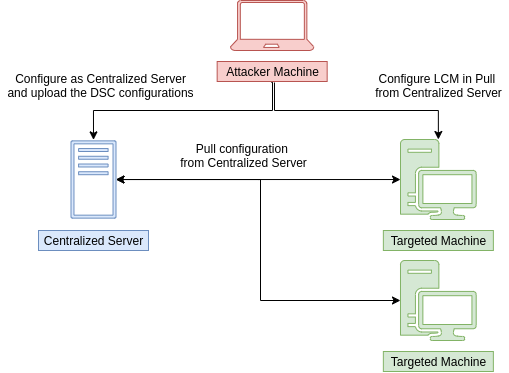 Attacker Machine
Configure as Centralized Server
and upload the DSC configurations
Configure LCM in Pull
from Centralized Server
Pull configuration
from Centralized Server
Centralized Server
Targeted Machine
Targeted Machine